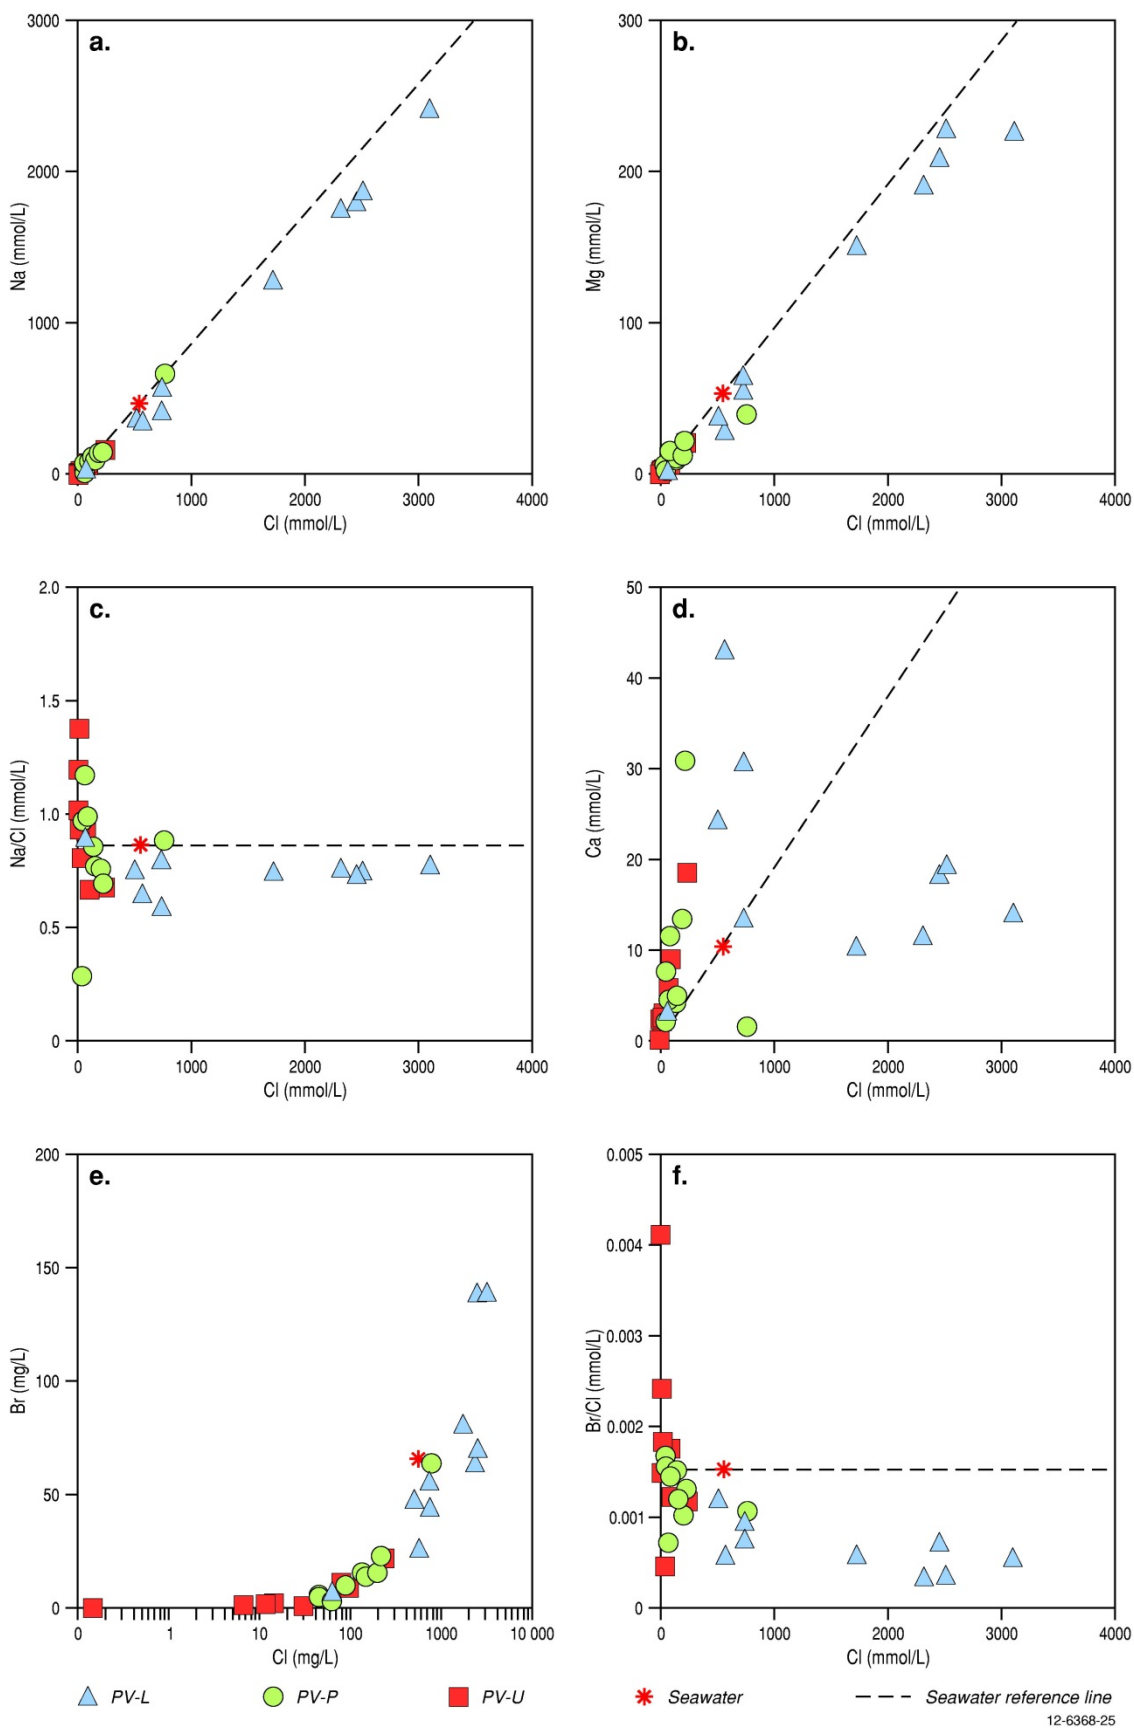 a.
3000
2000
1000
0
Na (mmol/L)
0 1000 2000 3000 4000
Cl (mmol/L)
b.
300
200
100
0
Mg (mmol/L)
0 1000 2000 3000 4000
Cl (mmol/L)
c.
2.0
1.5
1.0
0.5
0
Na/Cl (mmol/L)
0 1000 2000 3000 4000
Cl (mmol/L)
d.
50
40
30
20
10
0
Ca (mmol/L)
0 1000 2000 3000 4000
Cl (mmol/L)
e.
200
150
100
50
0
Br (mg/L)
0 1 10 100 1000 10 000
Cl (mg/L)
f.
0.005
0.004
0.003
0.002
0.001
0
Br/Cl (mmol/L)
0 1000 2000 3000 4000
Cl (mmol/L)
PV-L PV-P PV-U Seawater Seawater reference line
12-6368-25